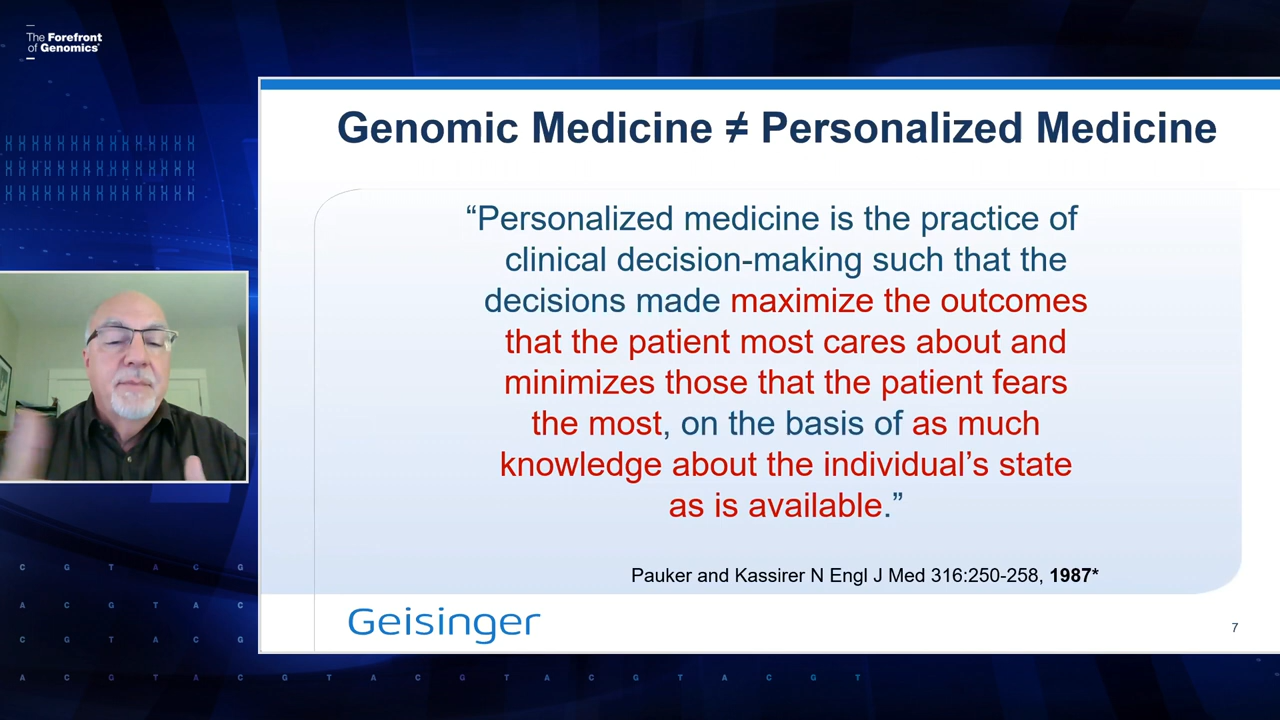 The Forefront
of Genomics®
Genomic Medicine ≠ Personalized Medicine
“Personalized medicine is the practice of
clinical decision-making such that the
decisions made maximize the outcomes
that the patient most cares about and
minimizes those that the patient fears
the most, on the basis of as much
knowledge about the individual’s state
as is available.”
Pauker and Kassirer N Engl J Med 316:250-258, 1987*
Geisinger
7
C G T A C G
A C G T A C
C G T A C G
A C G T A C G T A C G T A C G T A C G T